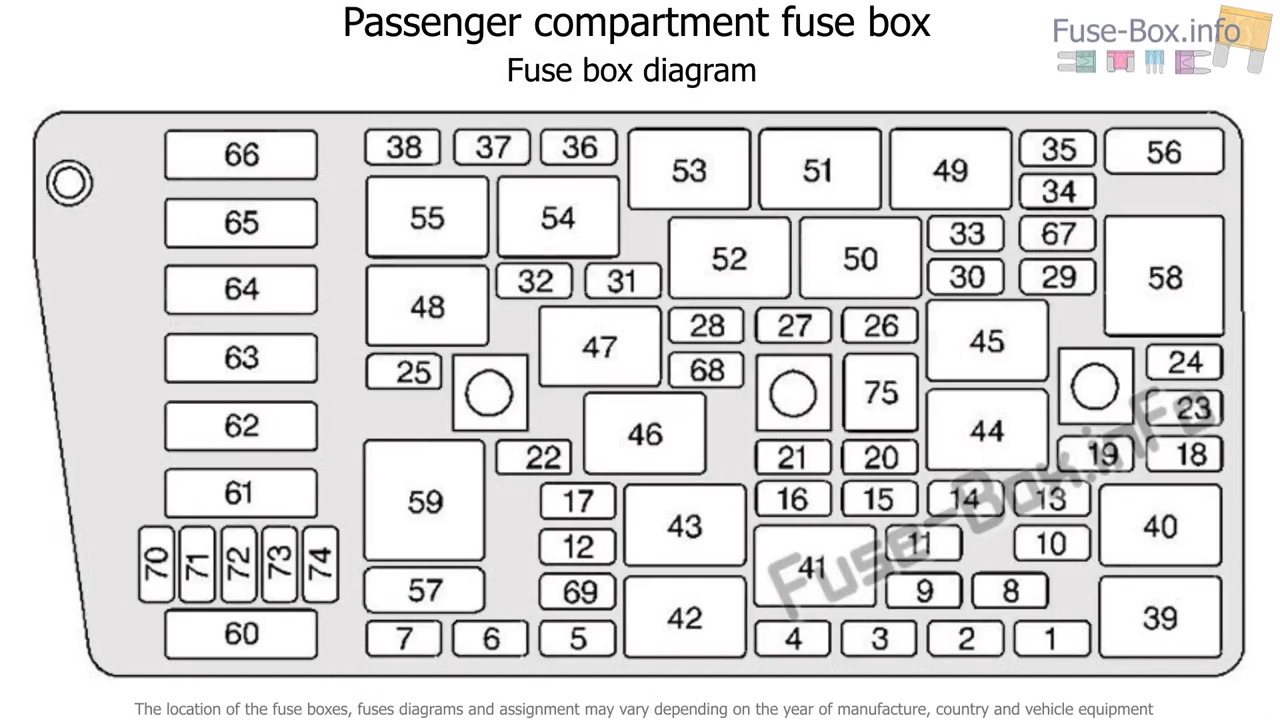 Passenger compartment fuse box
Fuse-Box.info
Fuse box diagram
66 38 37 36 53 51 49 35 56
34
65 55 54 52 50 33 67 58
64 48 32 31 30 29
63 47 28 27 26 45
25 68 75 24
62 46 44 23
22 21 20 19 18
61 59 17 43 16 15 14 13 40
70 71 72 73 74 12 41 11 10
57 69 42 9 8 39
60 7 6 5 4 3 2 1
Fuse-Box.inFo
The location of the fuse boxes, fuses diagrams and assignment may vary depending on the year of manufacture, country and vehicle equipment